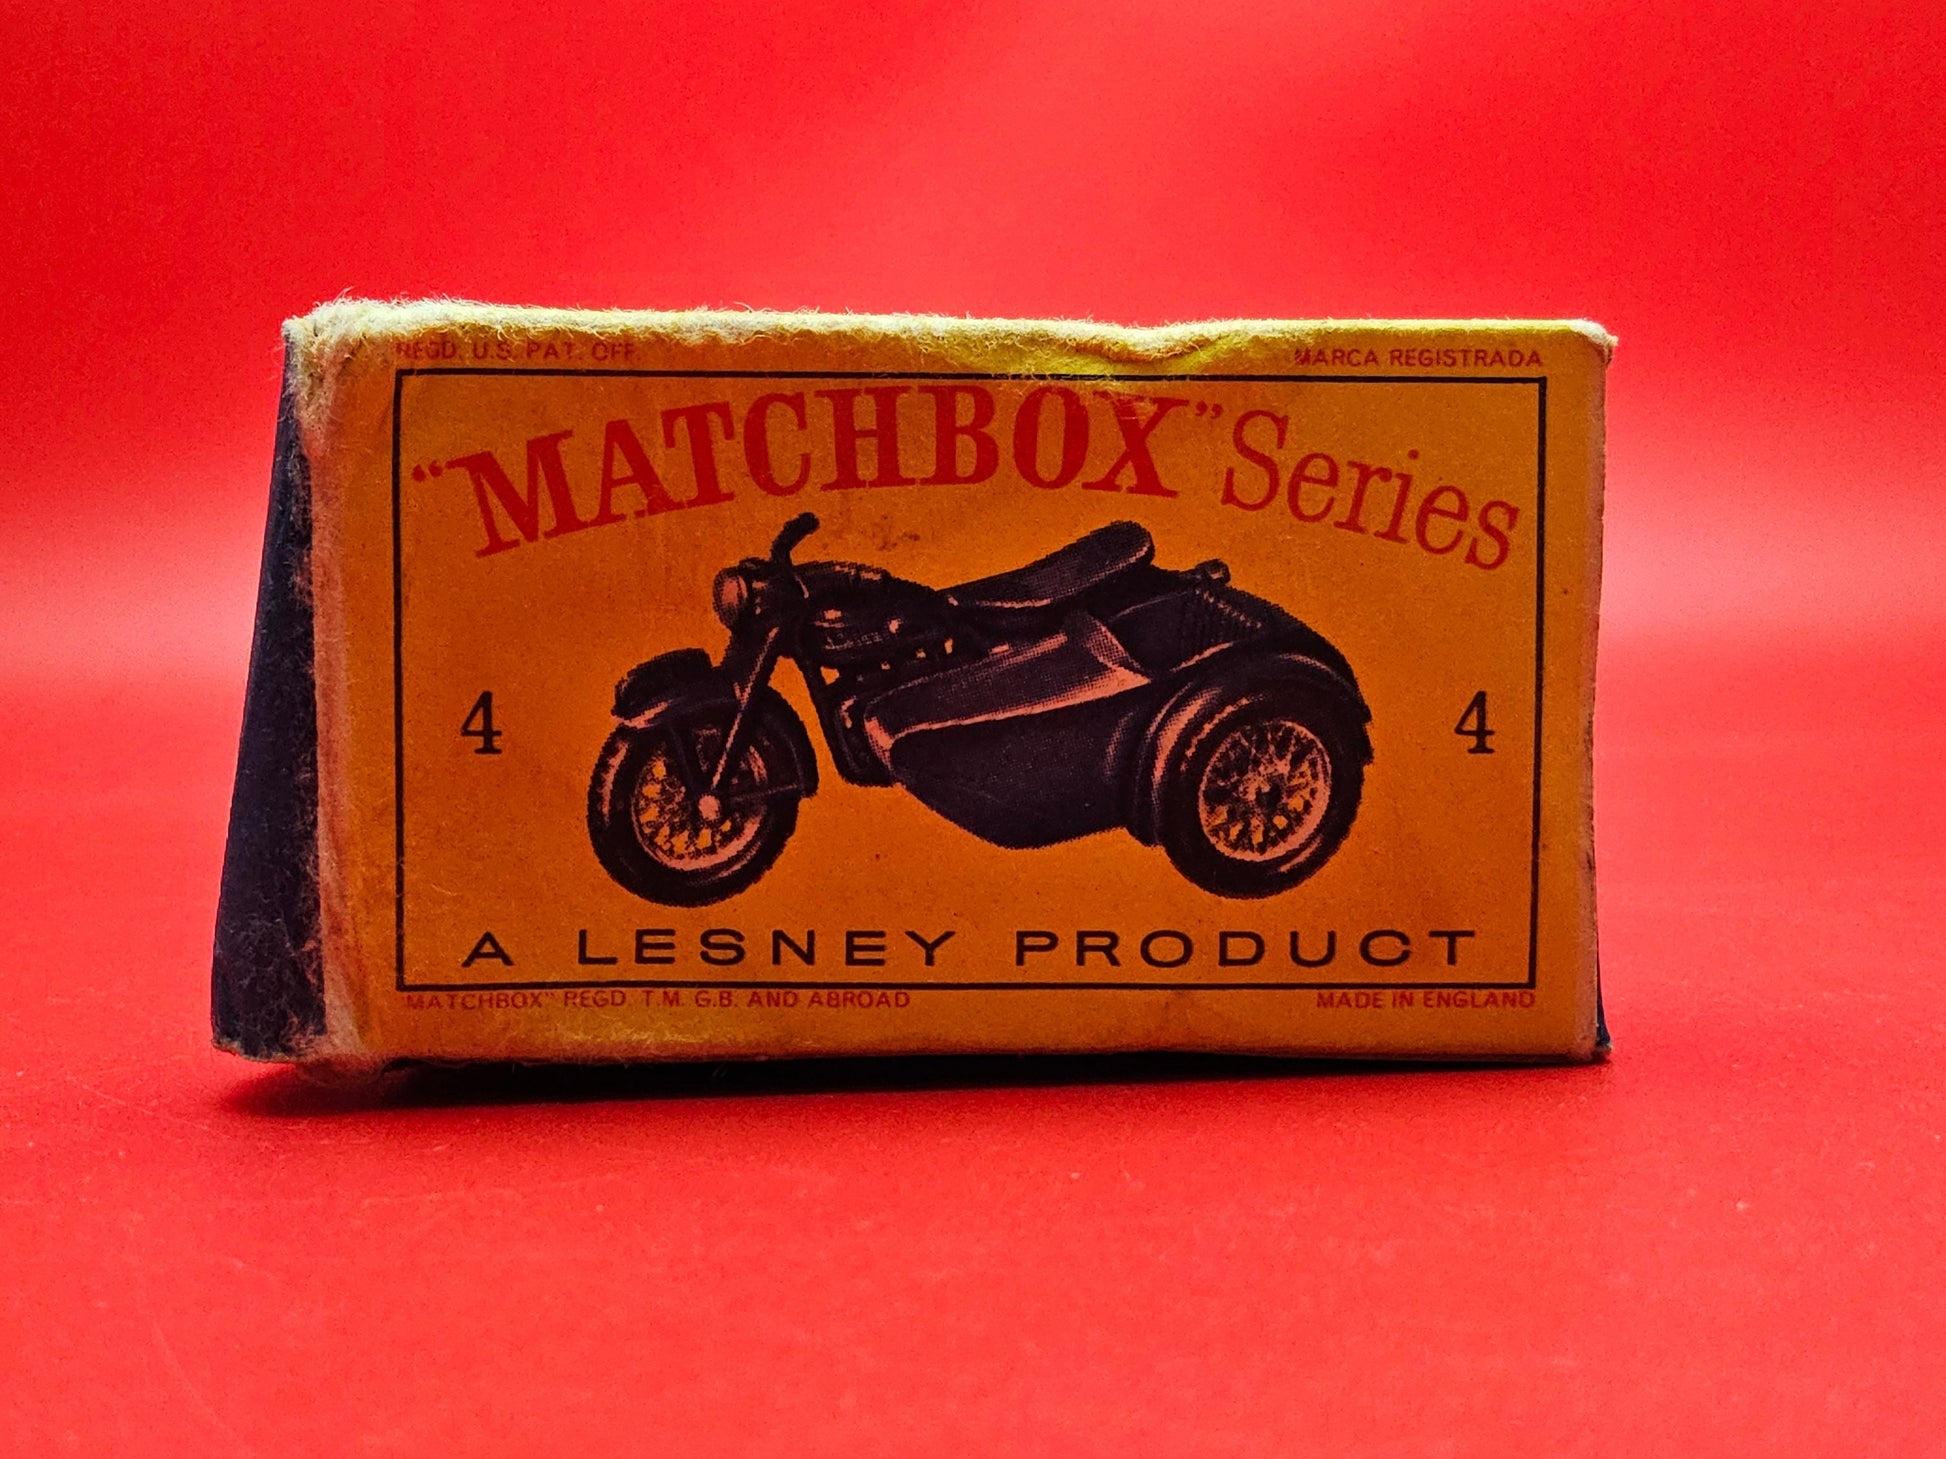 REGD. U.S. PAT. OFF.
MARCA REGISTRADA
"MATCHBOX" Series
4
4
A LESNEY PRODUCT
MATCHBOX" REGD. T.M. G.B. AND ABROAD
MADE IN ENGLAND